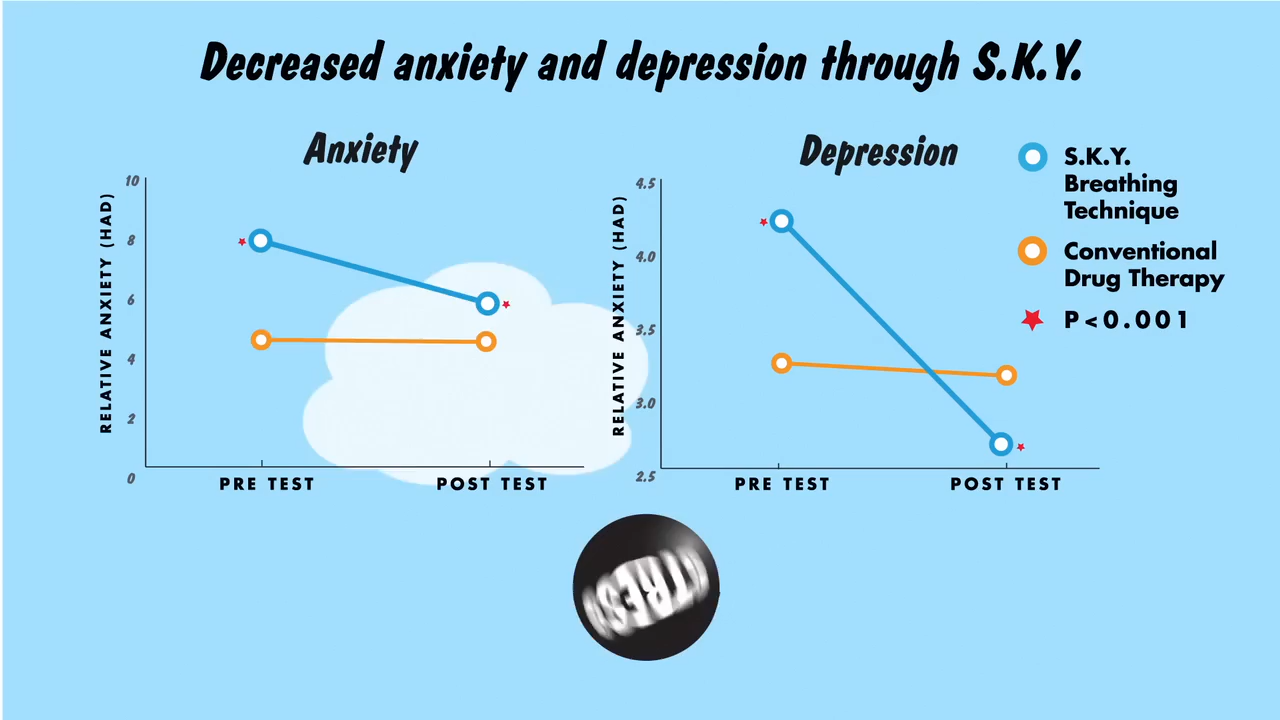 Decreased anxiety and depression through S.K.Y.
Anxiety
RELATIVE ANXIETY (HAD)
10
8
6
4
2
0
PRE TEST
POST TEST
Depression
RELATIVE ANXIETY (HAD)
4.5
4.0
3.5
3.0
2.5
PRE TEST
POST TEST
S.K.Y.
Breathing
Technique
Conventional
Drug Therapy
P<0.001